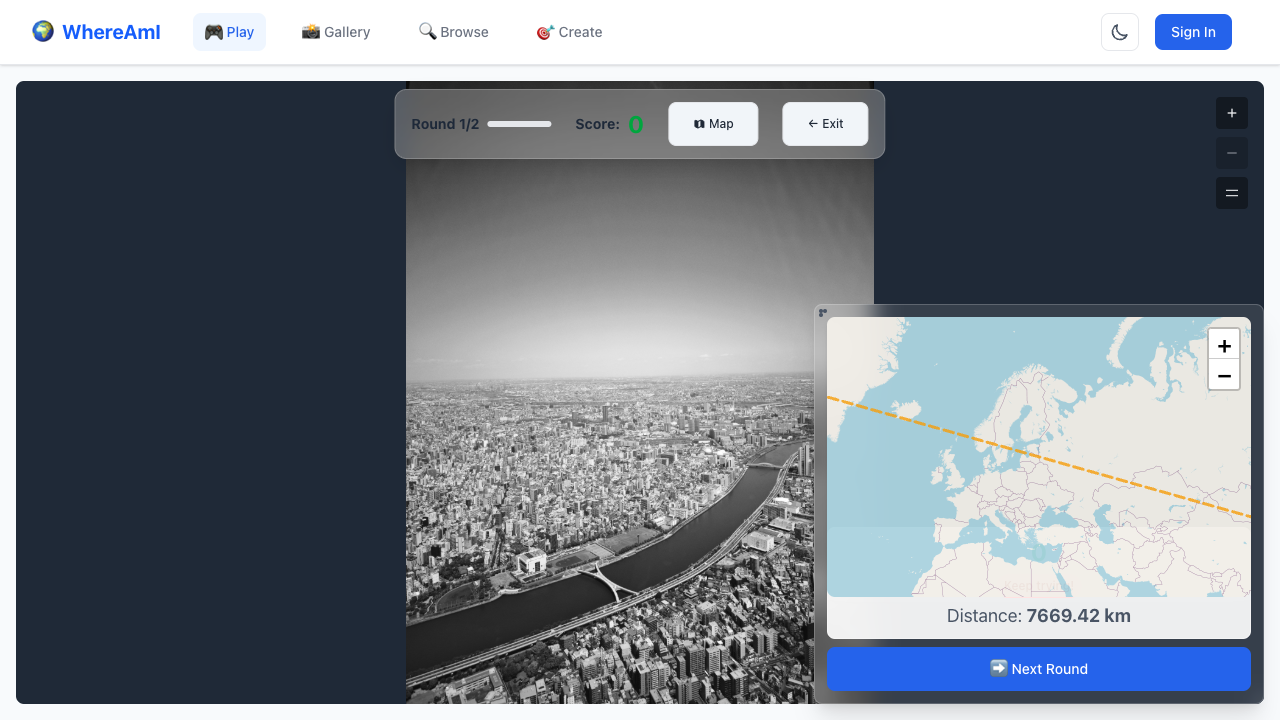 WhereAmI
Play
Gallery
Browse
Create
Sign In
Round 1/2
Score: 0
Map
← Exit
+
−
+
−
Distance: 7669.42 km
Next Round